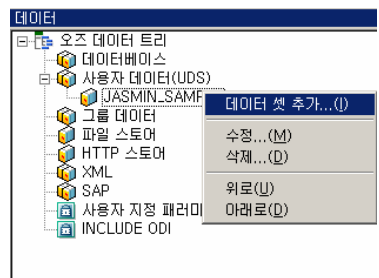 데이터
오즈 데이터 트리
데이터베이스
사용자 데이터(UDS)
JASMIN_SAMP
데이터 셋 추가...(I)
그룹 데이터
파일 스토어
수정...(M)
HTTP 스토어
삭제...(D)
XML
SAP
위로(U)
사용자 지정 패러미
아래로(D)
INCLUDE ODI